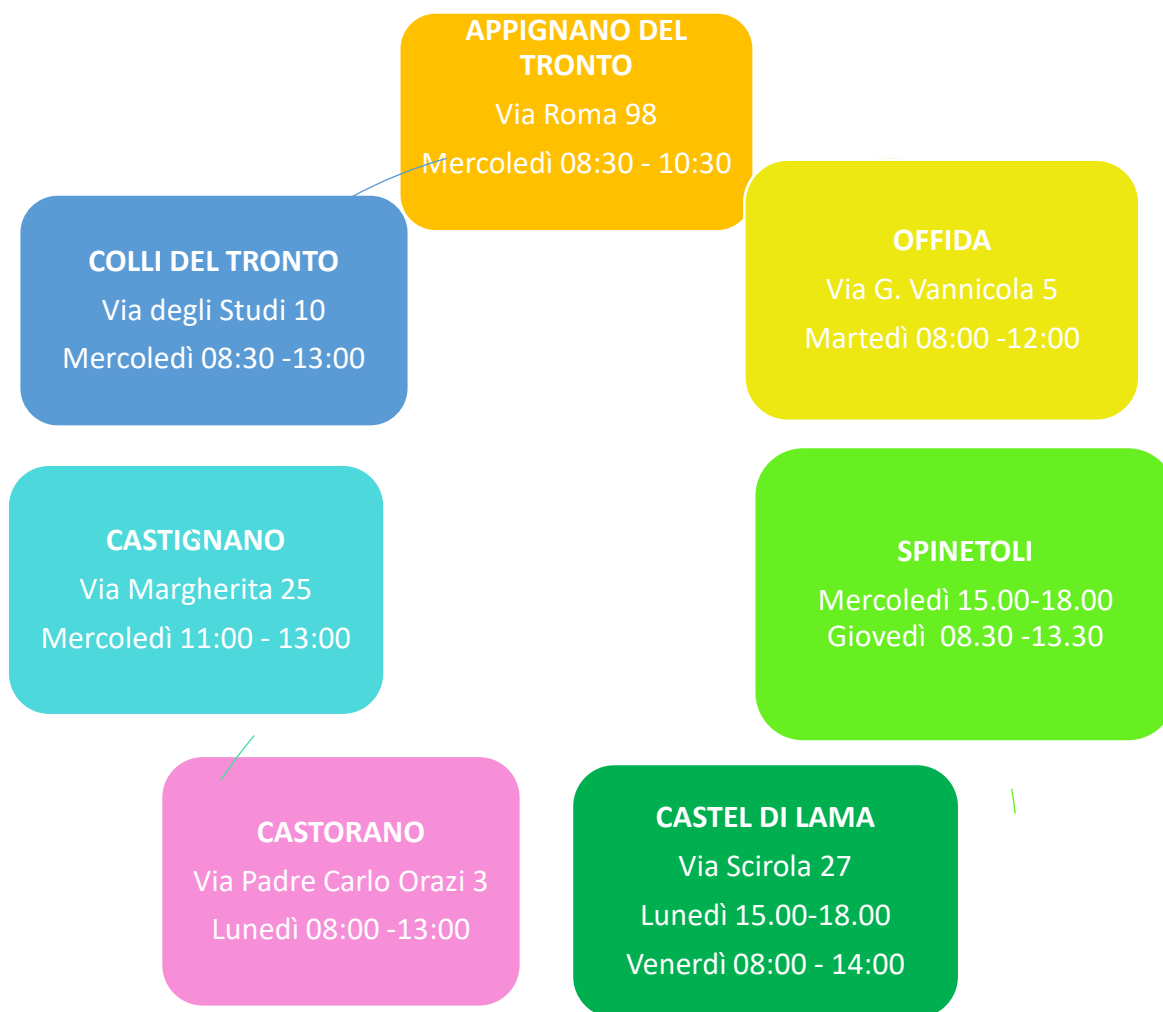 APPIGNANO DEL
TRONTO
Via Roma 98
Mercoledì 08:30 - 10:30
OFFIDA
Via G. Vannicola 5
Martedì 08:00 -12:00
SPINETOLI
Mercoledì 15.00-18.00
Giovedì  08.30 -13.30
CASTEL DI LAMA
Via Scirola 27
Lunedì 15.00-18.00
Venerdì 08:00 - 14:00
CASTORANO
Via Padre Carlo Orazi 3
Lunedì 08:00 -13:00
CASTIGNANO
Via Margherita 25
Mercoledì 11:00 - 13:00
COLLI DEL TRONTO
Via degli Studi 10
Mercoledì 08:30 -13:00